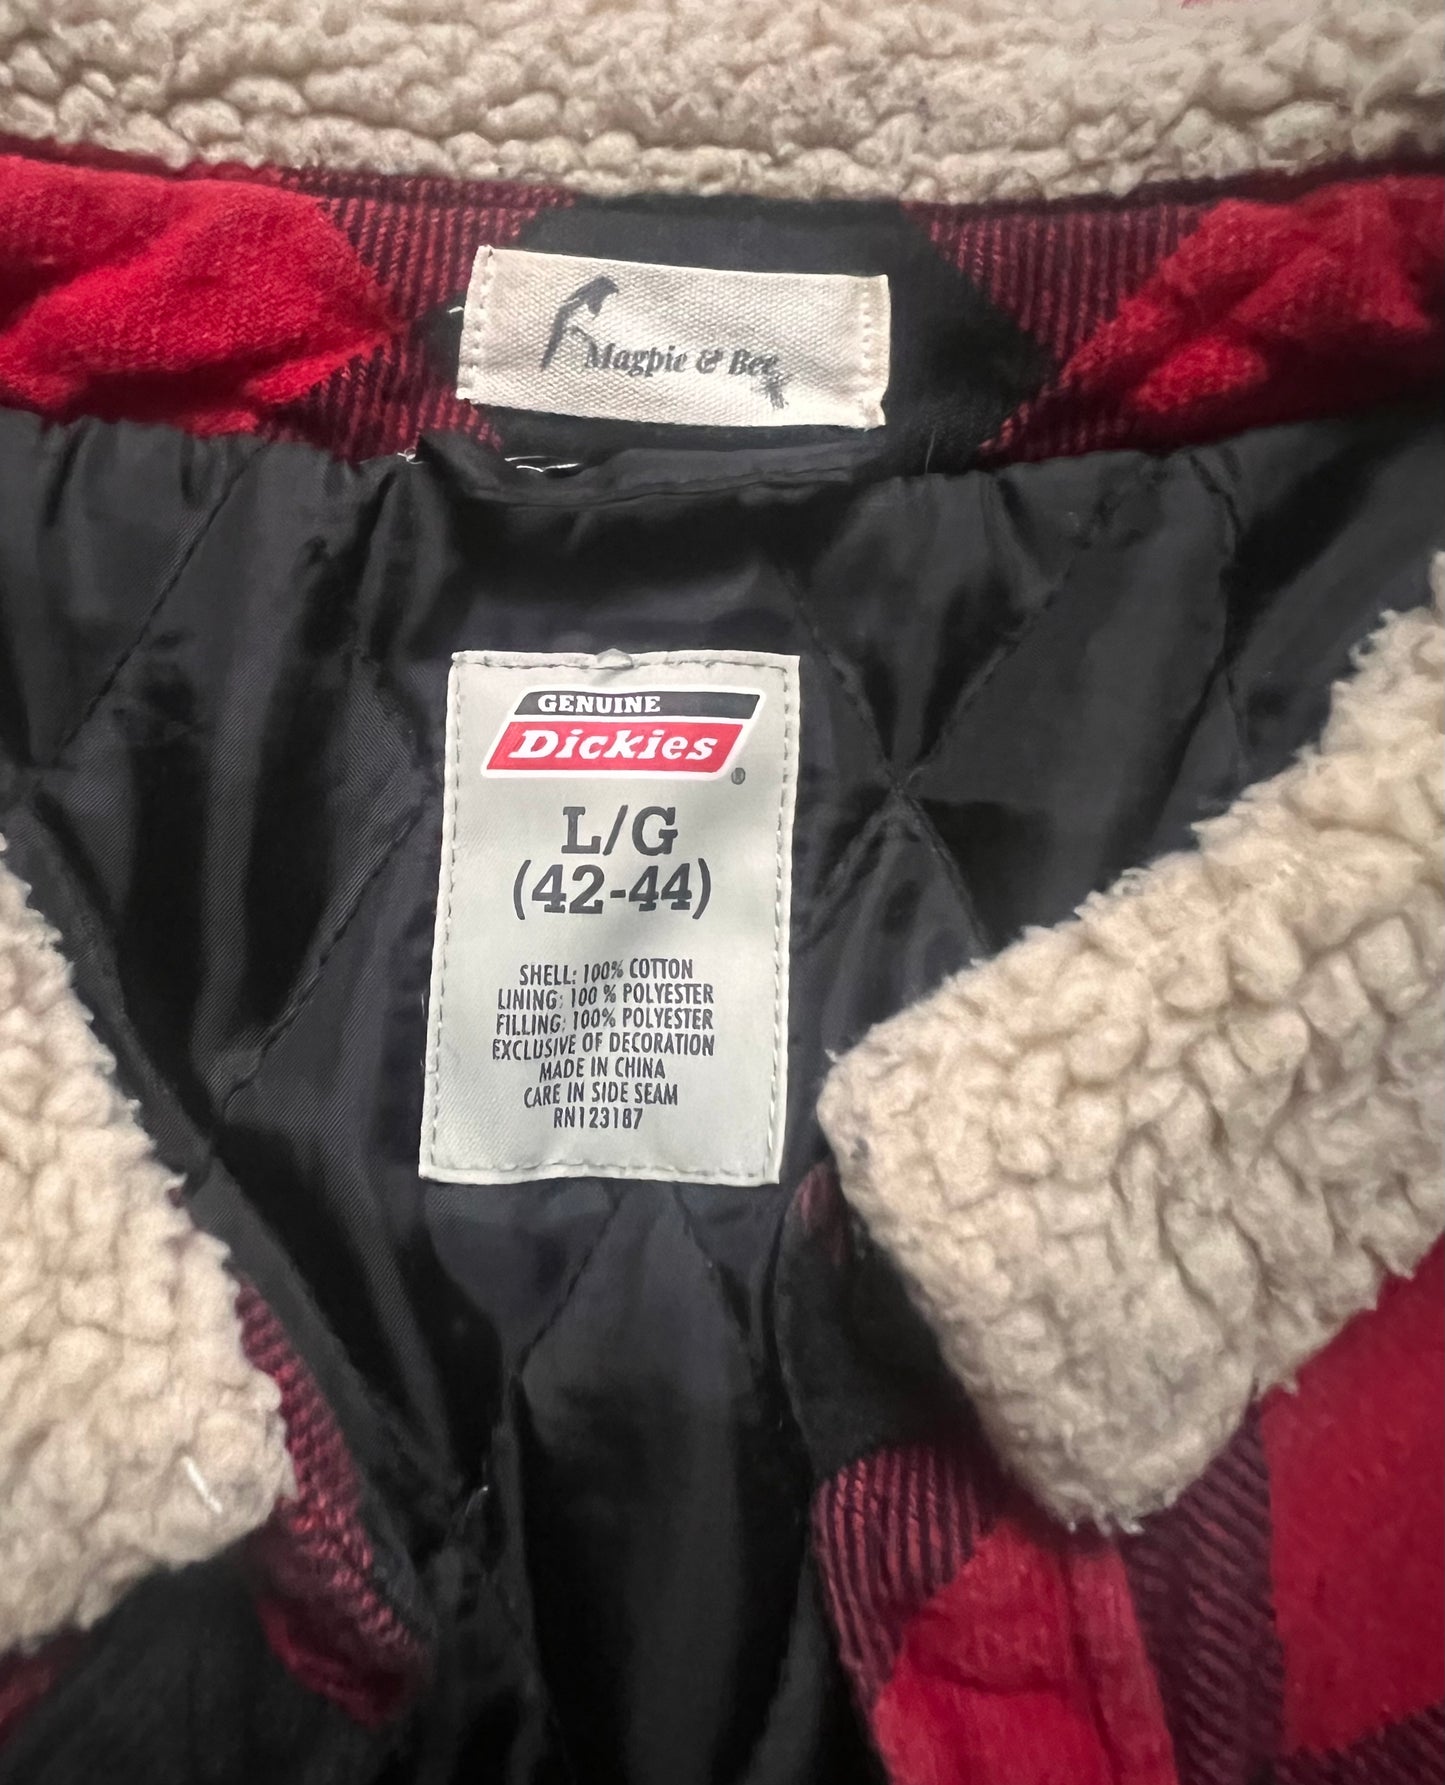 Magpie & Bee
GENUINE
Dickies
®
L/G
(42-44)
SHELL: 100% COTTON
LINING: 100 % POLYESTER
FILLING: 100% POLYESTER
EXCLUSIVE OF DECORATION
MADE IN CHINA
CARE IN SIDE SEAM
RN123187